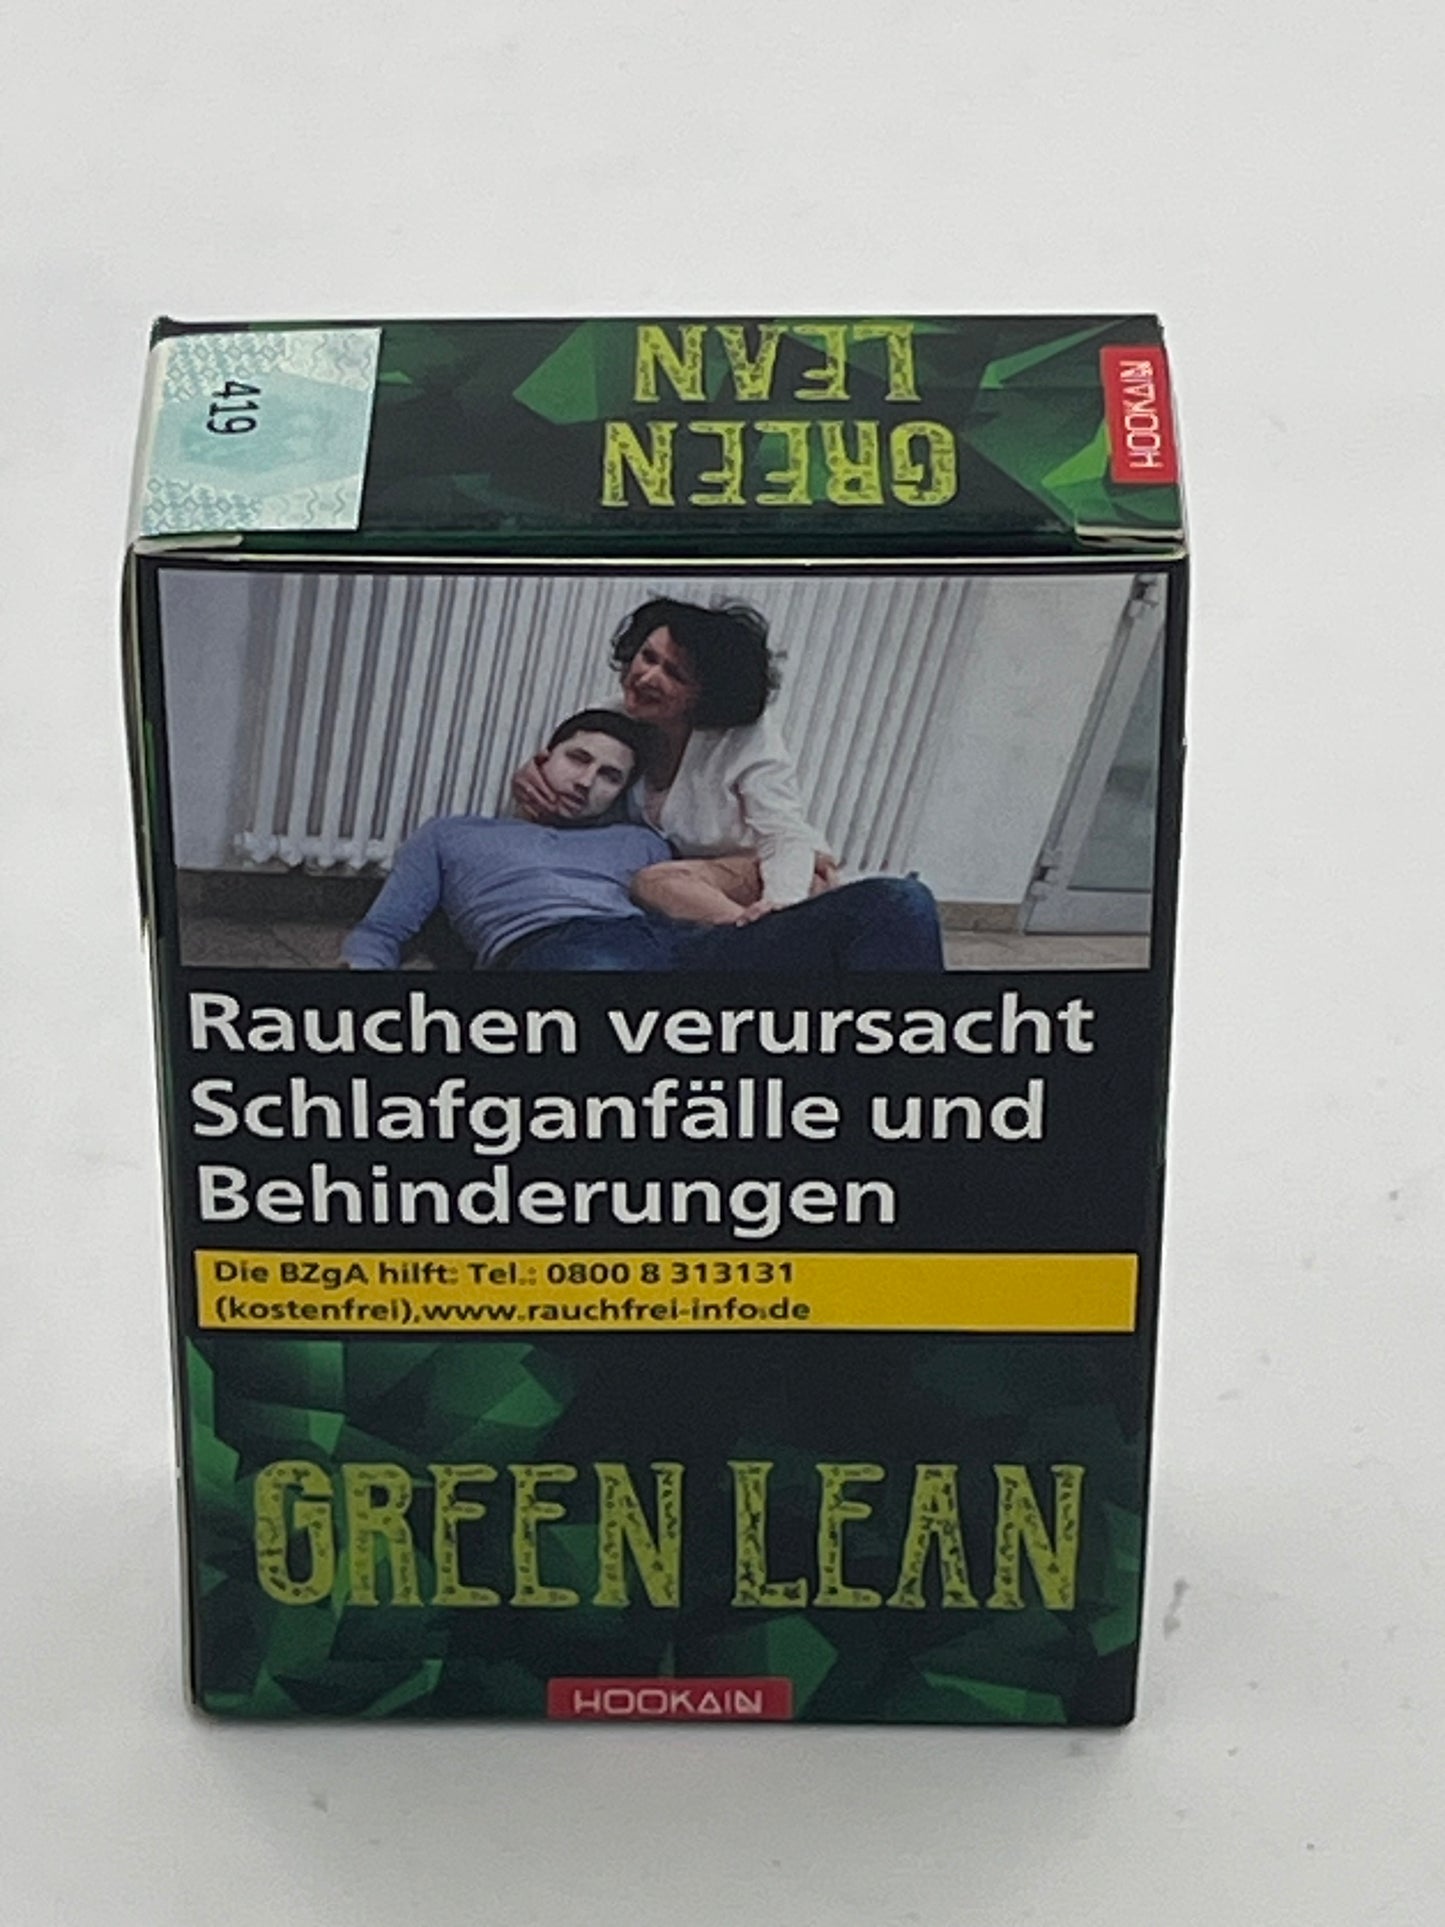 419
GREEN
LEAN
HOOKAIN
Rauchen verursacht
Schlafganfälle und
Behinderungen
Die BZgA hilft: Tel.: 0800 8 313131
(kostenfrei),www.rauchfrei-info.de
GREEN LEAN
HOOKAIN